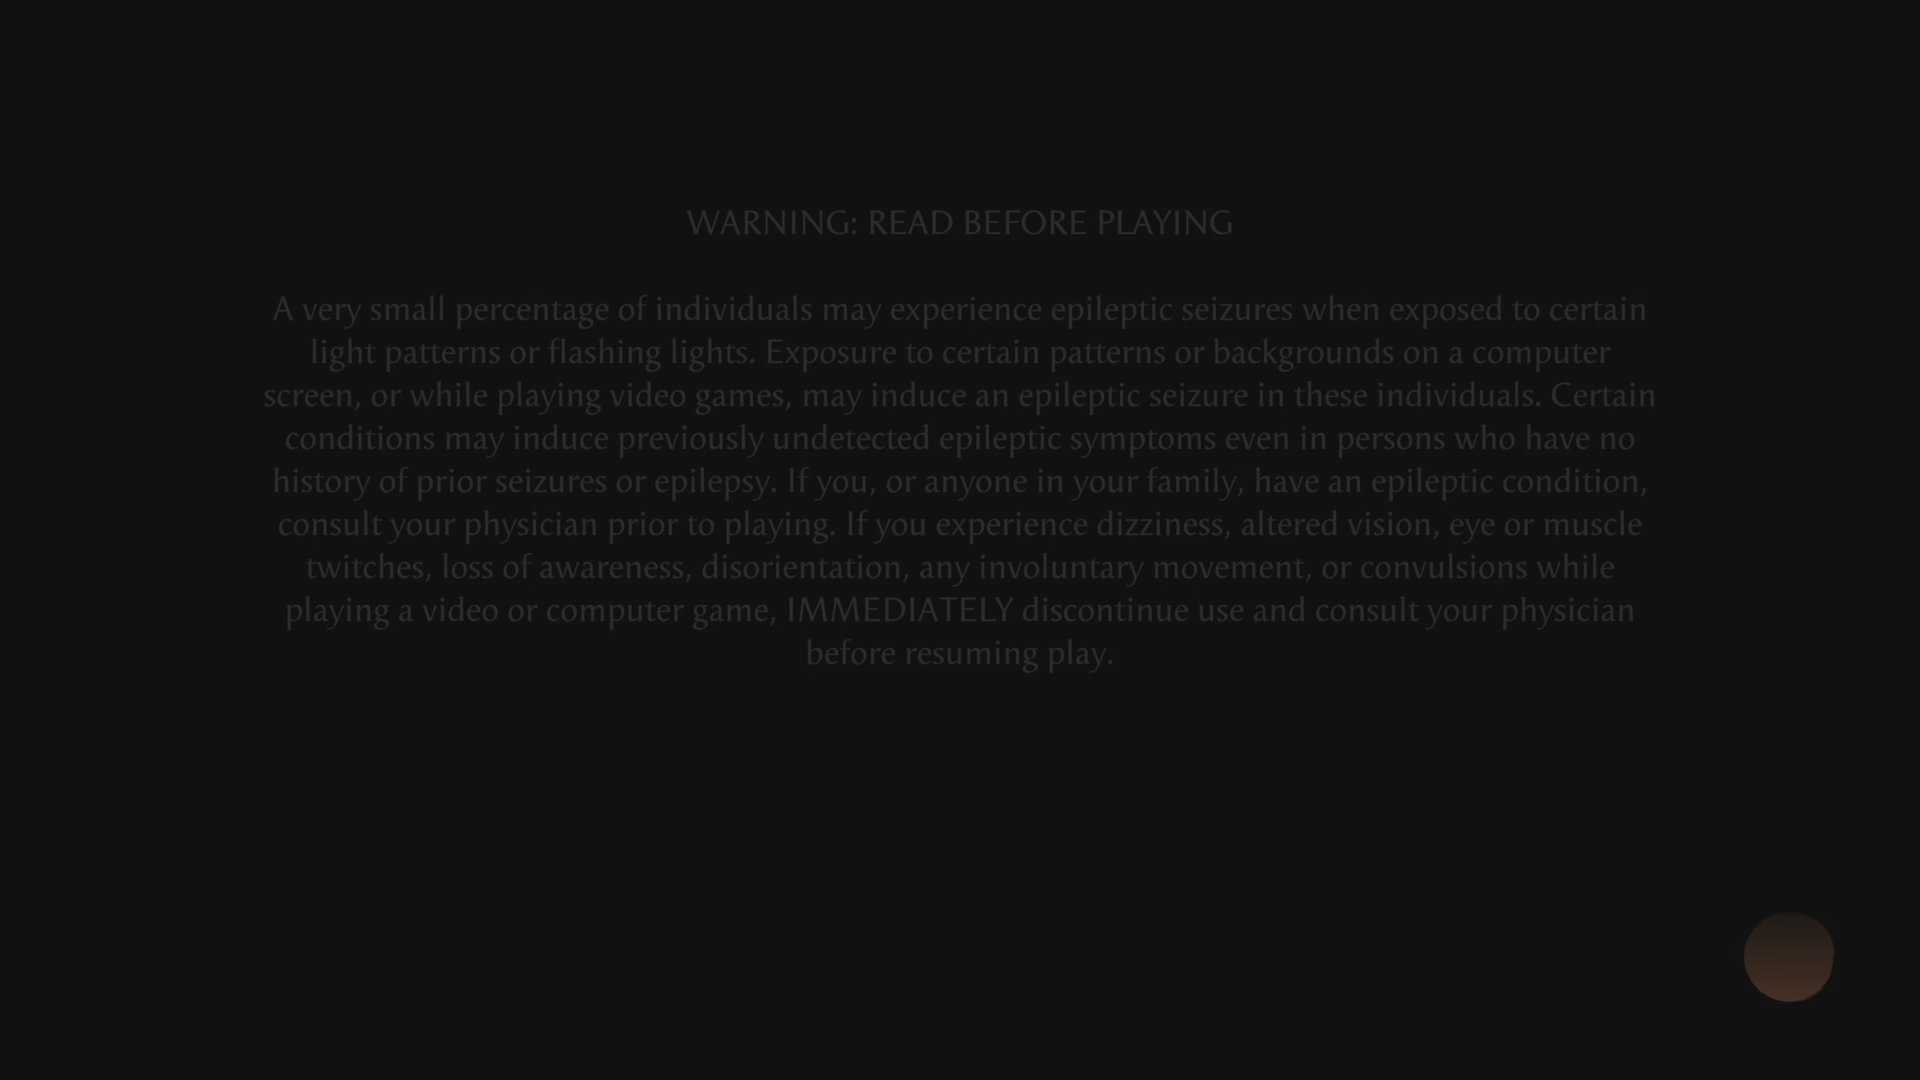 WARNING: READ BEFORE PLAYING
A very small percentage of individuals may experience epileptic seizures when exposed to certain
light patterns or flashing lights. Exposure to certain patterns or backgrounds on a computer
screen, or while playing video games, may induce an epileptic seizure in these individuals. Certain
conditions may induce previously undetected epileptic symptoms even in persons who have no
history of prior seizures or epilepsy. If you, or anyone in your family, have an epileptic condition,
consult your physician prior to playing. If you experience dizziness, altered vision, eye or muscle
twitches, loss of awareness, disorientation, any involuntary movement, or convulsions while
playing a video or computer game, IMMEDIATELY discontinue use and consult your physician
before resuming play.